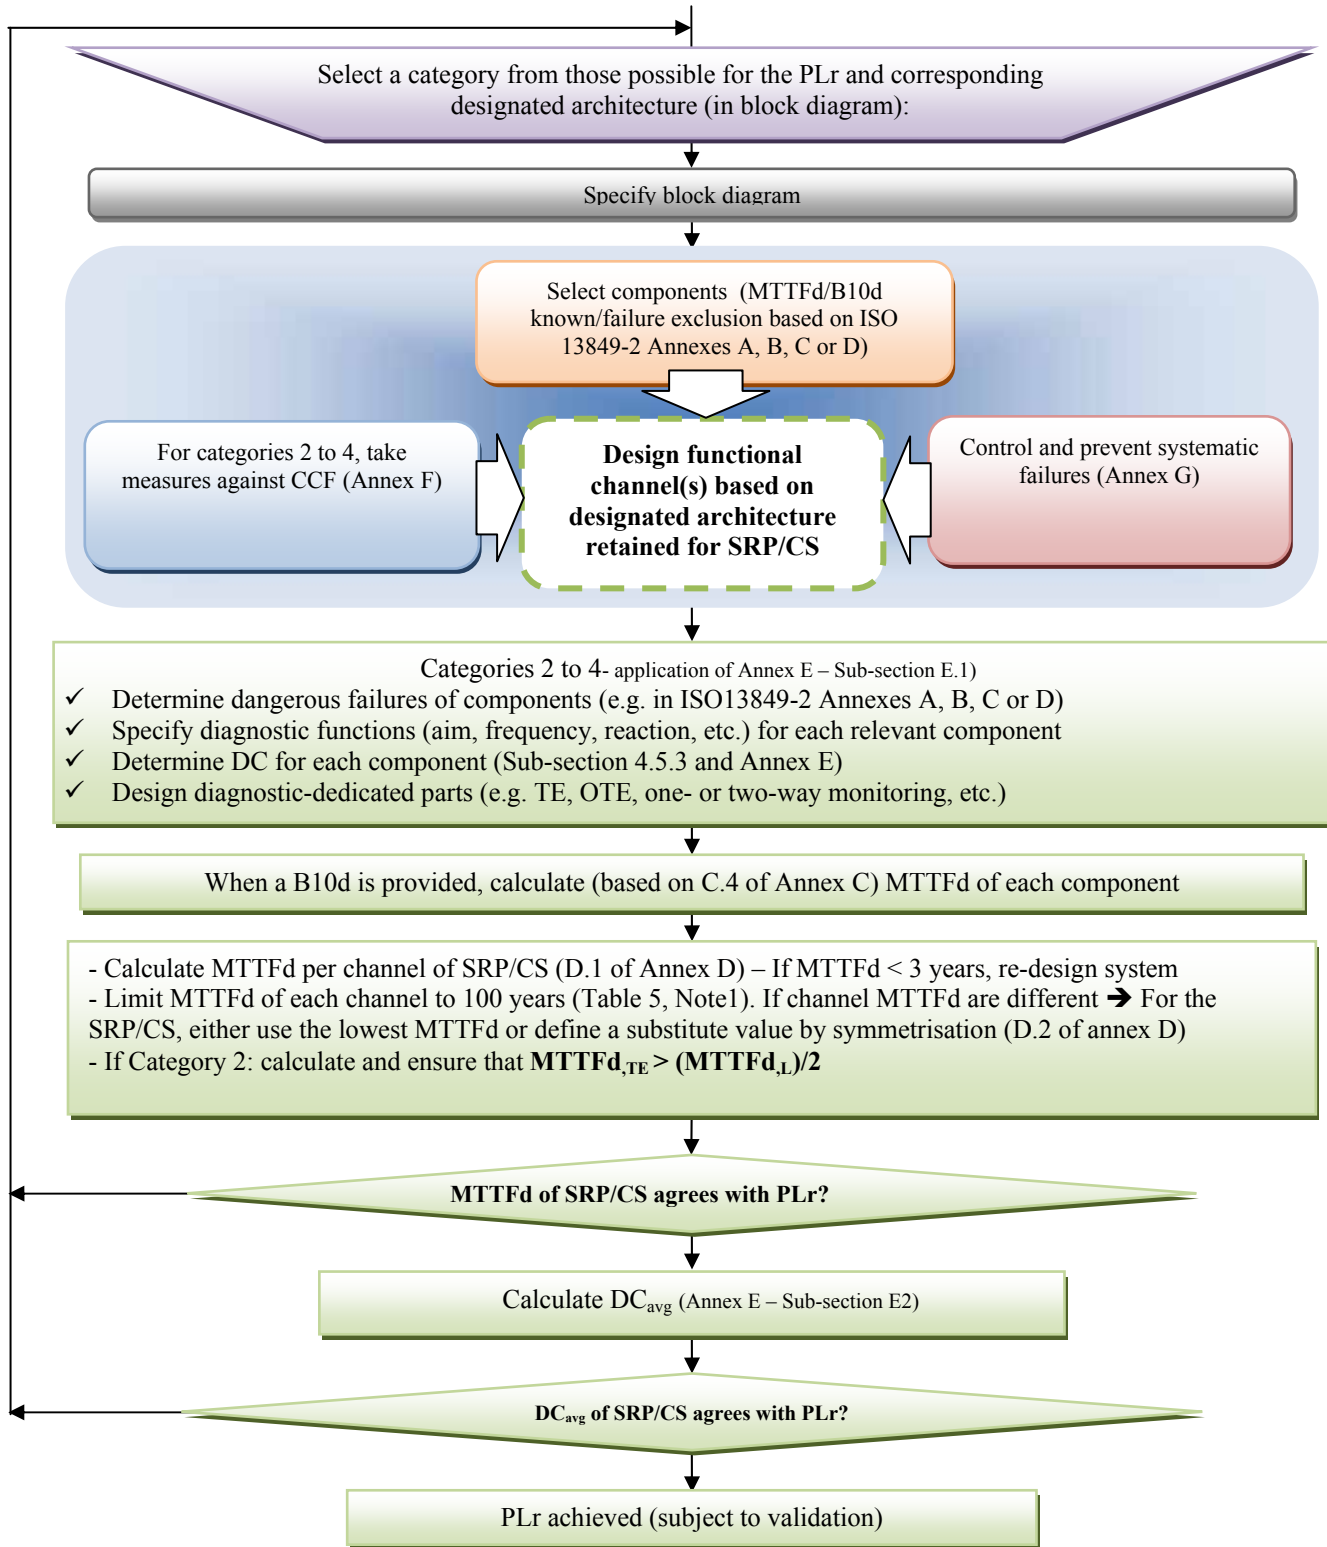 Select a category from those possible for the PLr and corresponding
designated architecture (in block diagram):
Specify block diagram
Select components (MTTFd/B10d
known/failure exclusion based on ISO
13849-2 Annexes A, B, C or D)
For categories 2 to 4, take
measures against CCF (Annex F)
Design functional
channel(s) based on
designated architecture
retained for SRP/CS
Control and prevent systematic
failures (Annex G)
Categories 2 to 4- application of Annex E – Sub-section E.1)
✓ Determine dangerous failures of components (e.g. in ISO13849-2 Annexes A, B, C or D)
✓ Specify diagnostic functions (aim, frequency, reaction, etc.) for each relevant component
✓ Determine DC for each component (Sub-section 4.5.3 and Annex E)
✓ Design diagnostic-dedicated parts (e.g. TE, OTE, one- or two-way monitoring, etc.)
When a B10d is provided, calculate (based on C.4 of Annex C) MTTFd of each component
- Calculate MTTFd per channel of SRP/CS (D.1 of Annex D) – If MTTFd < 3 years, re-design system
- Limit MTTFd of each channel to 100 years (Table 5, Note1). If channel MTTFd are different ➔ For the
SRP/CS, either use the lowest MTTFd or define a substitute value by symmetrisation (D.2 of annex D)
- If Category 2: calculate and ensure that MTTFd,TE > (MTTFd,L)/2
MTTFd of SRP/CS agrees with PLr?
Calculate DCavg (Annex E – Sub-section E2)
DCavg of SRP/CS agrees with PLr?
PLr achieved (subject to validation)